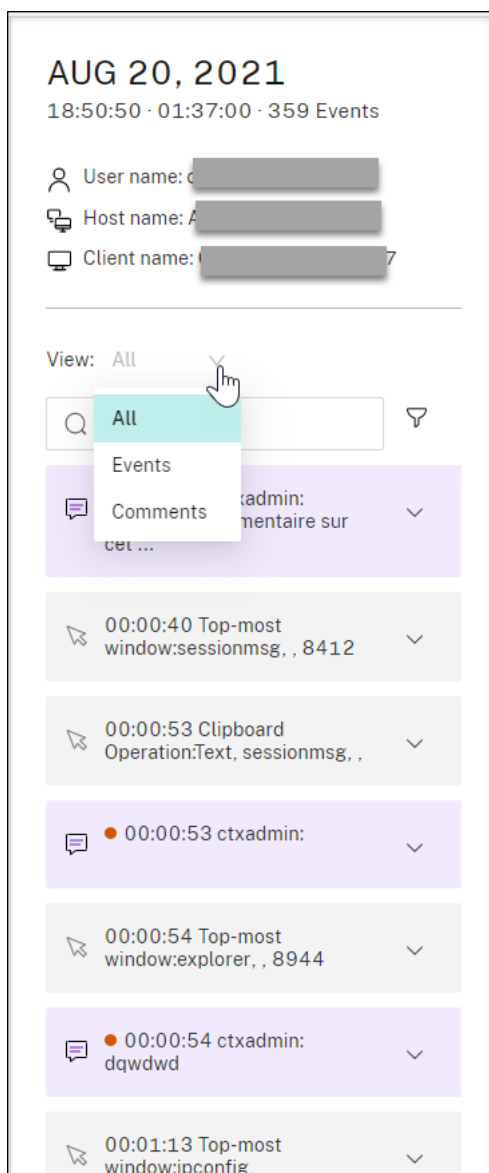 AUG 20, 2021
18:50:50 · 01:37:00 · 359 Events
User name:
Host name:
Client name: 7
View: All
All
Events
Comments
ctxadmin:
mentaire sur
cet ...
00:00:40 Top-most
window:sessionmsg, , 8412
00:00:53 Clipboard
Operation:Text, sessionmsg, ,
00:00:53 ctxadmin:
00:00:54 Top-most
window:explorer, , 8944
00:00:54 ctxadmin:
dqwdwd
00:01:13 Top-most
window:ipconfig,